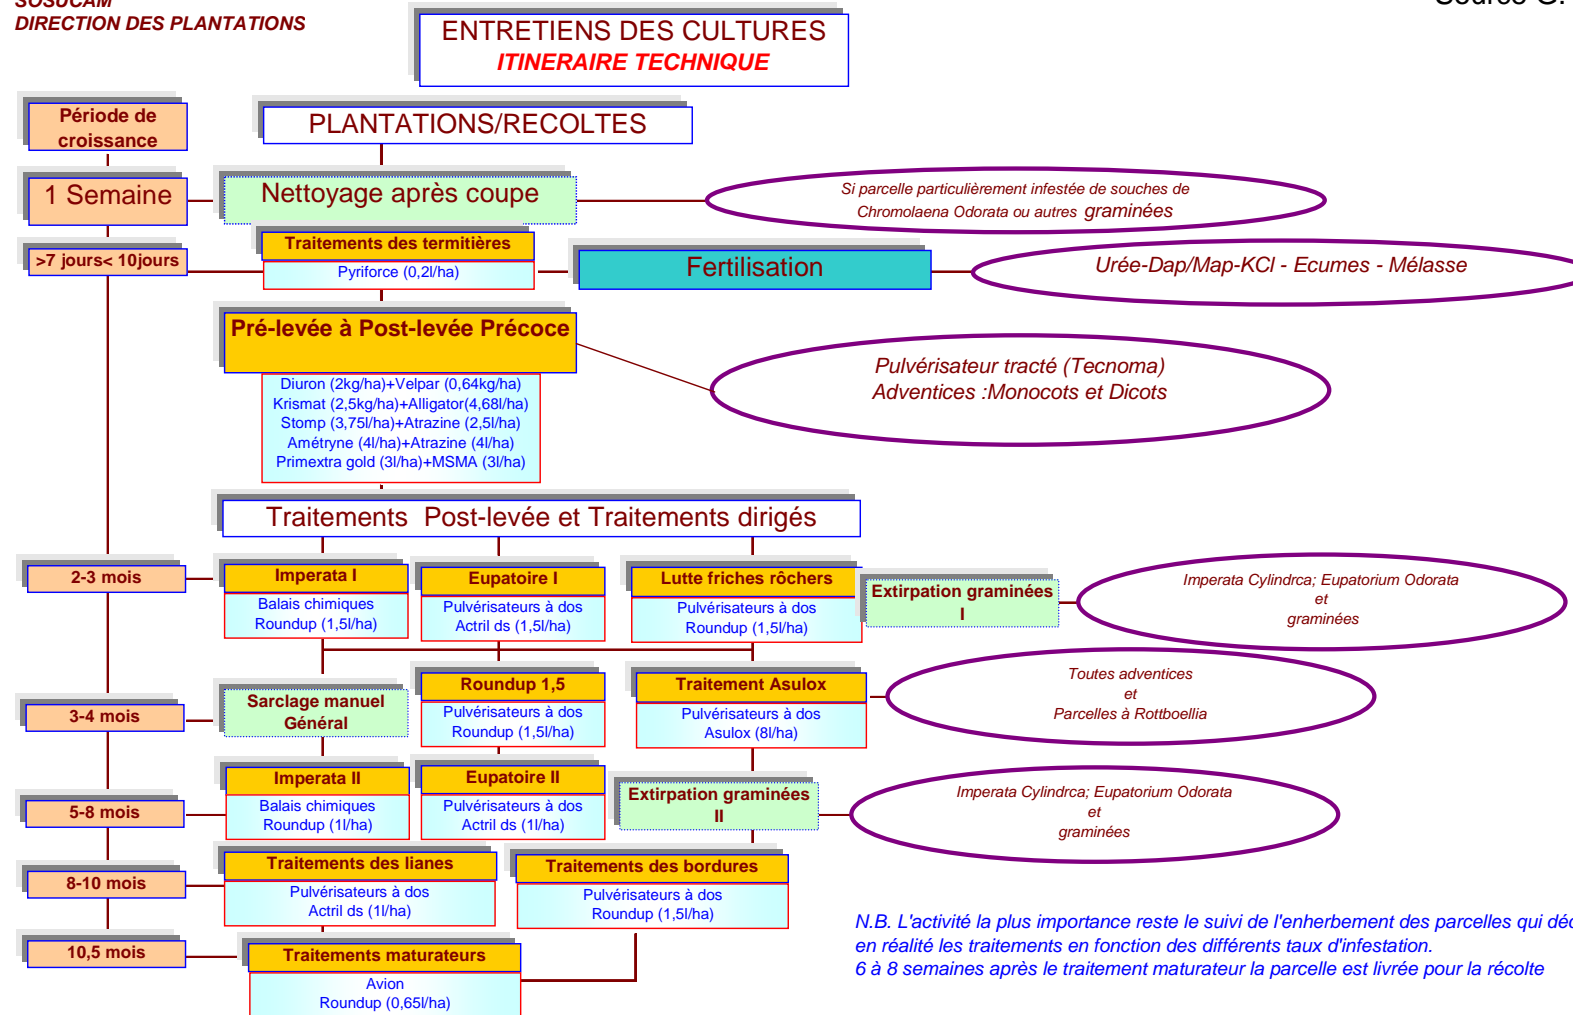 SOSUCAM
DIRECTION DES PLANTATIONS
Source G.
ENTRETIENS DES CULTURES
ITINERAIRE TECHNIQUE
Période de
croissance
PLANTATIONS/RECOLTES
1 Semaine
Nettoyage après coupe
Si parcelle particulièrement infestée de souches de
Chromolaena Odorata ou autres graminées
>7 jours< 10jours
Traitements des termitières
Pyriforce (0,2l/ha)
Fertilisation
Urée-Dap/Map-KCl - Ecumes - Mélasse
Pré-levée à Post-levée Précoce
Diuron (2kg/ha)+Velpar (0,64kg/ha)
Krismat (2,5kg/ha)+Alligator(4,68l/ha)
Stomp (3,75l/ha)+Atrazine (2,5l/ha)
Amétryne (4l/ha)+Atrazine (4l/ha)
Primextra gold (3l/ha)+MSMA (3l/ha)
Pulvérisateur tracté (Tecnoma)
Adventices :Monocots et Dicots
Traitements Post-levée et Traitements dirigés
2-3 mois
Imperata I
Balais chimiques
Roundup (1,5l/ha)
Eupatoire I
Pulvérisateurs à dos
Actril ds (1,5l/ha)
Lutte friches rôchers
Pulvérisateurs à dos
Roundup (1,5l/ha)
Extirpation graminées
I
Imperata Cylindrca; Eupatorium Odorata
et
graminées
3-4 mois
Sarclage manuel
Général
Roundup 1,5
Pulvérisateurs à dos
Roundup (1,5l/ha)
Traitement Asulox
Pulvérisateurs à dos
Asulox (8l/ha)
Toutes adventices
et
Parcelles à Rottboellia
5-8 mois
Imperata II
Balais chimiques
Roundup (1l/ha)
Eupatoire II
Pulvérisateurs à dos
Actril ds (1l/ha)
Extirpation graminées
II
Imperata Cylindrca; Eupatorium Odorata
et
graminées
8-10 mois
Traitements des lianes
Pulvérisateurs à dos
Actril ds (1l/ha)
Traitements des bordures
Pulvérisateurs à dos
Roundup (1,5l/ha)
10,5 mois
Traitements maturateurs
Avion
Roundup (0,65l/ha)
N.B. L'activité la plus importance reste le suivi de l'enherbement des parcelles qui
en réalité les traitements en fonction des différents taux d'infestation.
6 à 8 semaines après le traitement maturateur la parcelle est livrée pour la récolte